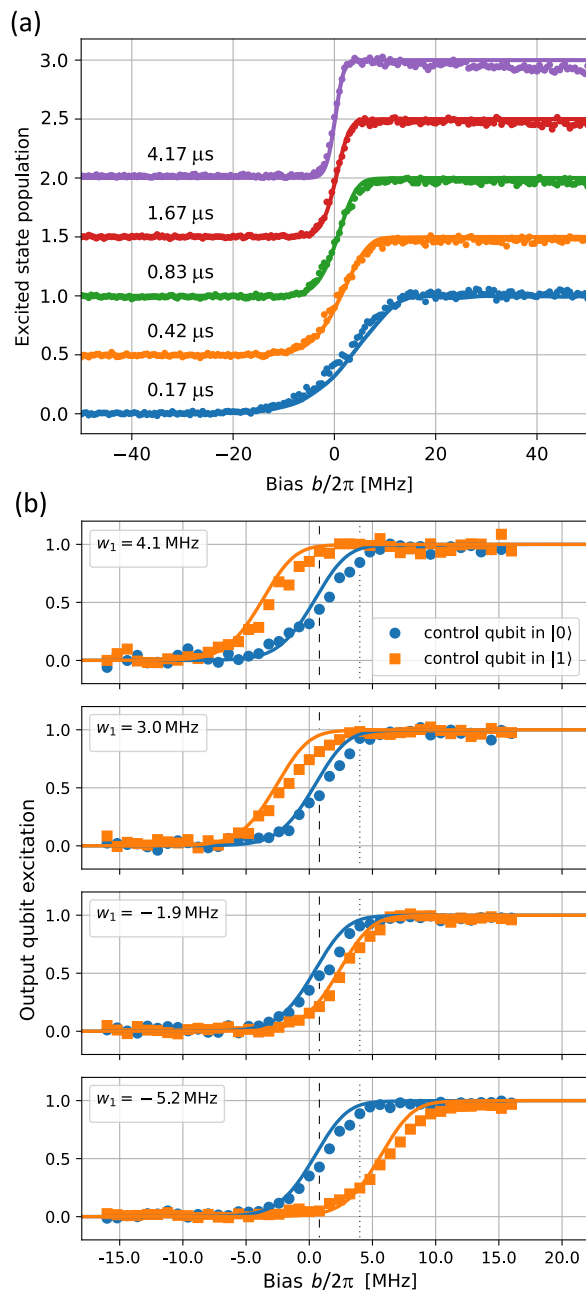 (a)
3.0
2.5
2.0
1.5
1.0
0.5
0.0
Excited state population
4.17 μs
1.67 μs
0.83 μs
0.42 μs
0.17 μs
−40
−20
0
20
40
Bias b/2π [MHz]
(b)
w₁ = 4.1 MHz
1.0
0.5
0.0
control qubit in |0⟩
control qubit in |1⟩
w₁ = 3.0 MHz
1.0
0.5
0.0
Output qubit excitation
w₁ = −1.9 MHz
1.0
0.5
0.0
w₁ = −5.2 MHz
1.0
0.5
0.0
-15.0
-10.0
-5.0
0.0
5.0
10.0
15.0
20.0
Bias b/2π [MHz]